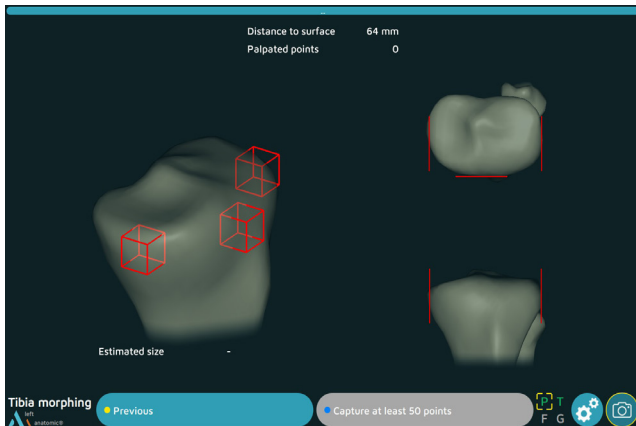 Distance to surface 64 mm
Palpated points 0
Estimated size -
Tibia morphing
left
anatomic®
Previous
Capture at least 50 points
P T
F G